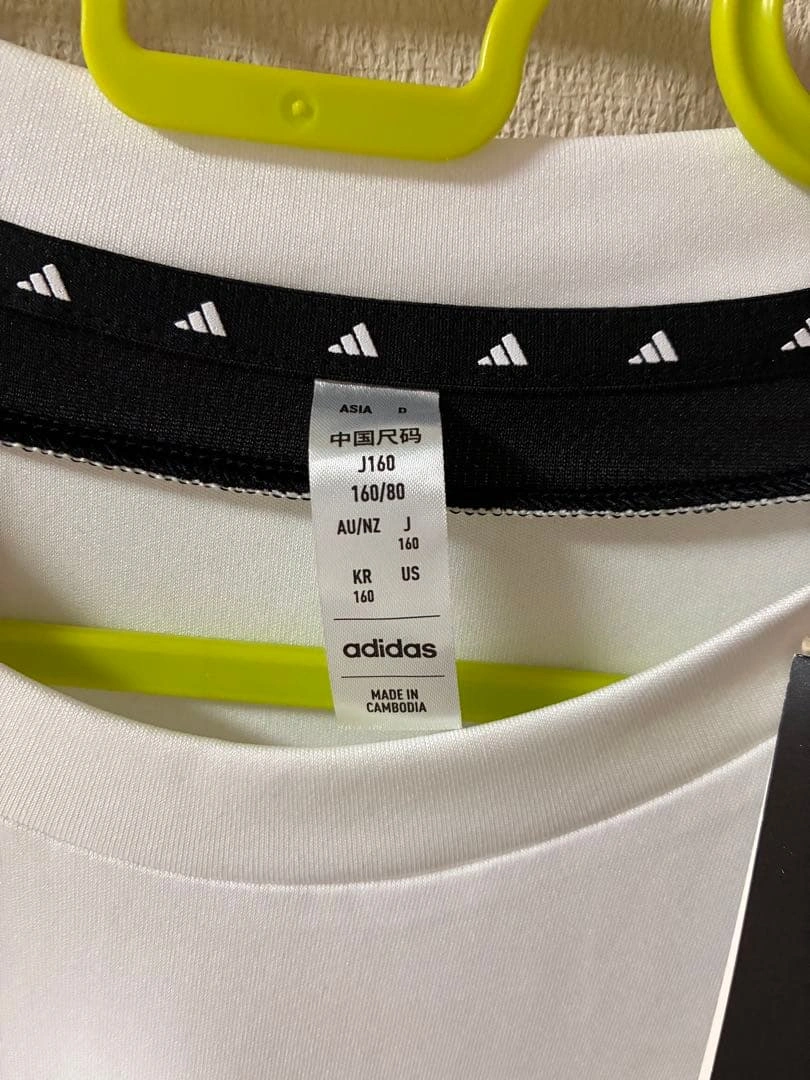 ASIA D
中国尺码
J160
160/80
AU/NZ J
160
KR US
160
adidas
MADE IN
CAMBODIA